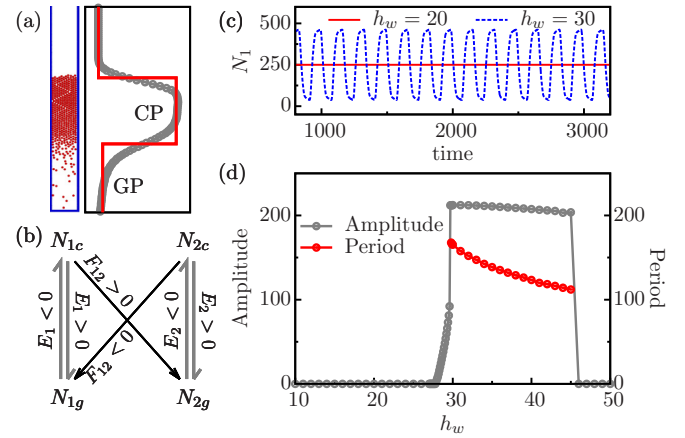 (a)
CP
GP
(b)
N₁c
N₂c
F₁₂ > 0
E₁ < 0
E₁ > 0
E₂ < 0
E₂ > 0
F₁₂ < 0
N₁g
N₂g
(c)
h_w = 20
h_w = 30
500
250
0
N₁
1000
2000
3000
time
(d)
Amplitude
Period
200
100
0
Amplitude
200
100
0
Period
10
20
30
40
50
h_w